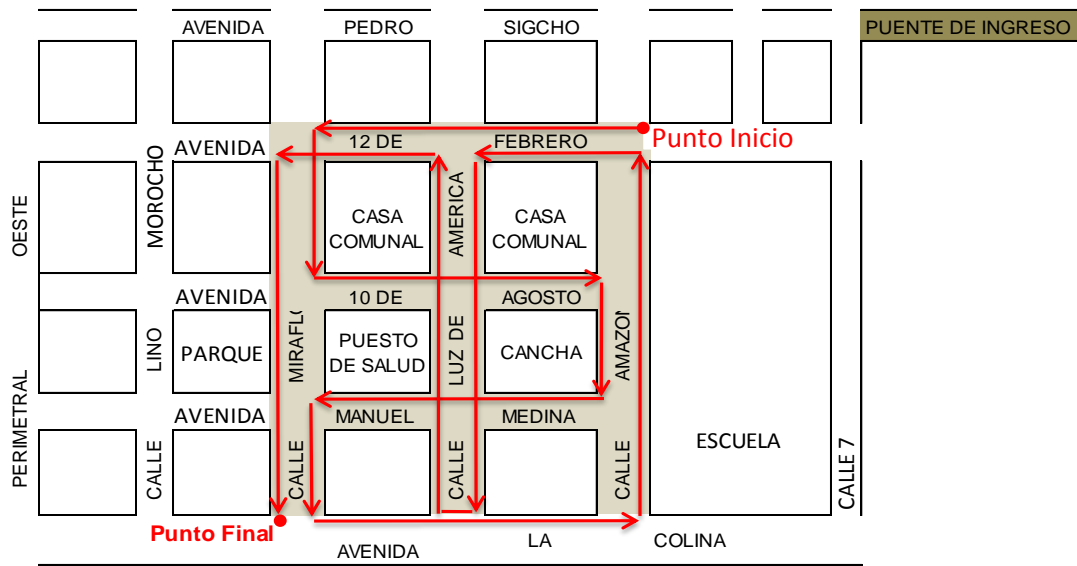 AVENIDA PEDRO SIGCHO
PUENTE DE INGRESO
Punto Inicio
AVENIDA 12 DE FEBRERO
CASA
COMUNAL
CASA
COMUNAL
AVENIDA 10 DE AGOSTO
PARQUE
PUESTO
DE SALUD
CANCHA
AVENIDA MANUEL MEDINA
ESCUELA
PERIMETRAL OESTE
CALLE LINO MOROCHO
CALLE
CALLE LUZ DE AMERICA
CALLE
CALLE 7
Punto Final
AVENIDA LA COLINA